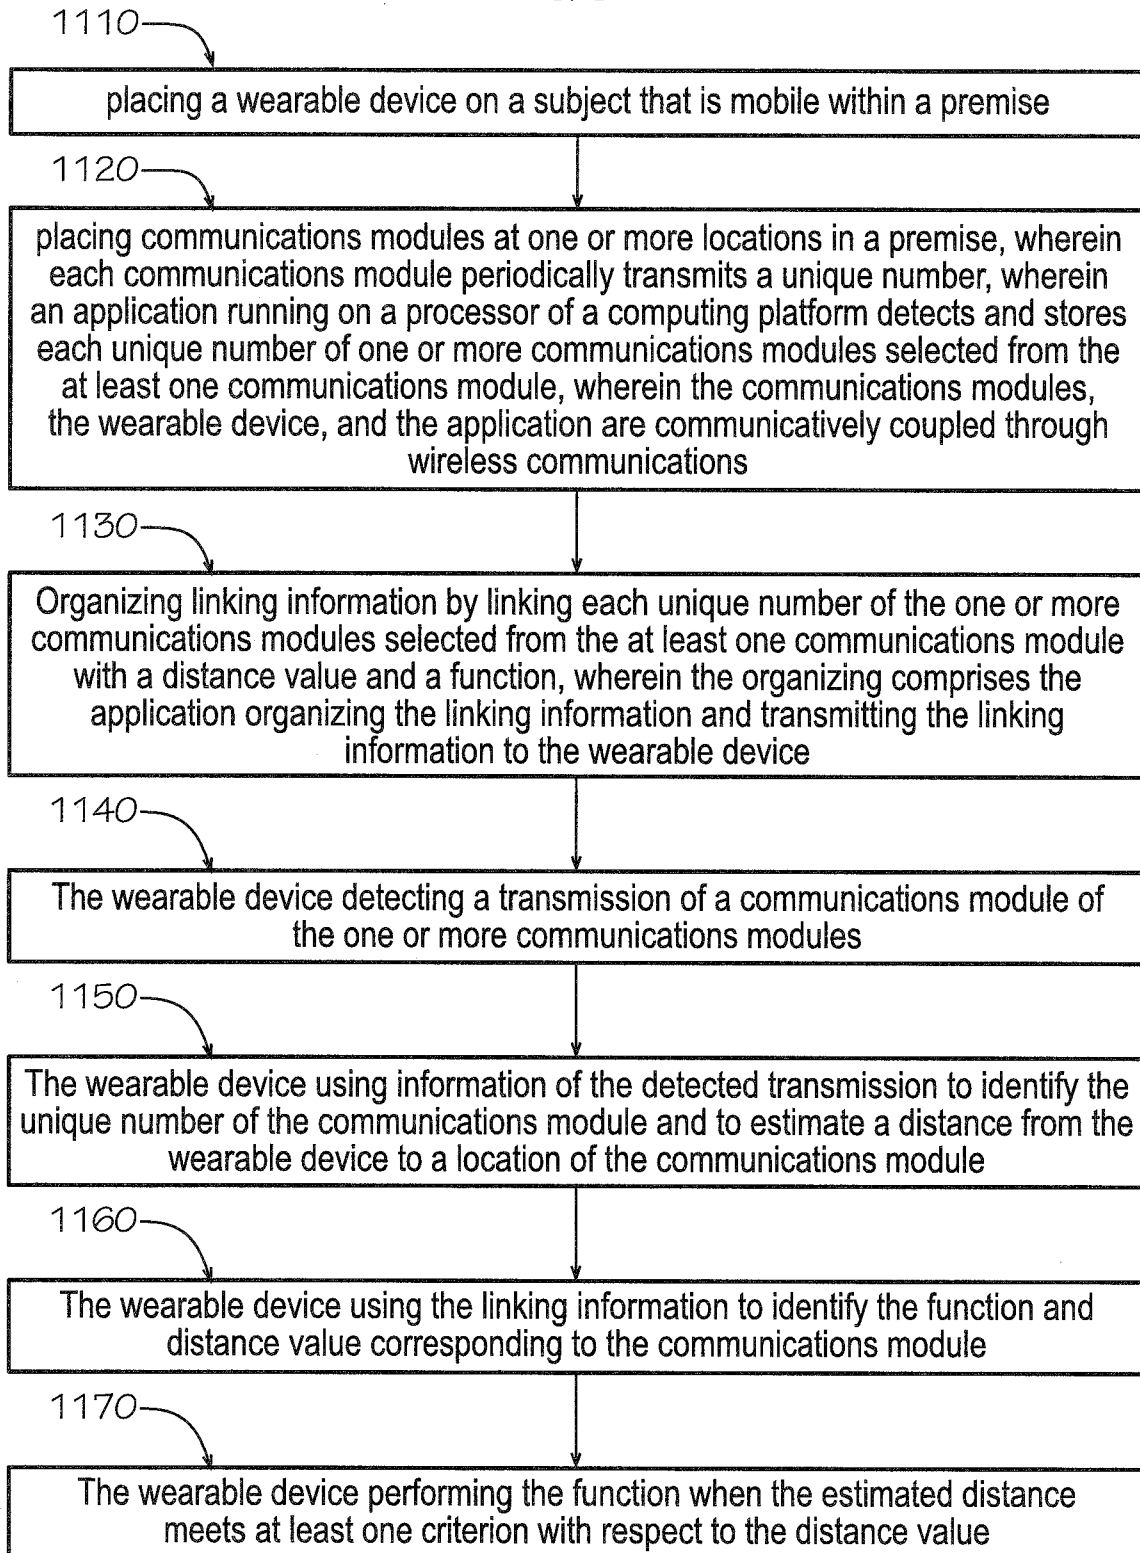 1110
placing a wearable device on a subject that is mobile within a premise
1120
placing communications modules at one or more locations in a premise, wherein
each communications module periodically transmits a unique number, wherein
an application running on a processor of a computing platform detects and stores
each unique number of one or more communications modules selected from the
at least one communications module, wherein the communications modules,
the wearable device, and the application are communicatively coupled through
wireless communications
1130
Organizing linking information by linking each unique number of the one or more
communications modules selected from the at least one communications module
with a distance value and a function, wherein the organizing comprises the
application organizing the linking information and transmitting the linking
information to the wearable device
1140
The wearable device detecting a transmission of a communications module of
the one or more communications modules
1150
The wearable device using information of the detected transmission to identify the
unique number of the communications module and to estimate a distance from the
wearable device to a location of the communications module
1160
The wearable device using the linking information to identify the function and
distance value corresponding to the communications module
1170
The wearable device performing the function when the estimated distance
meets at least one criterion with respect to the distance value